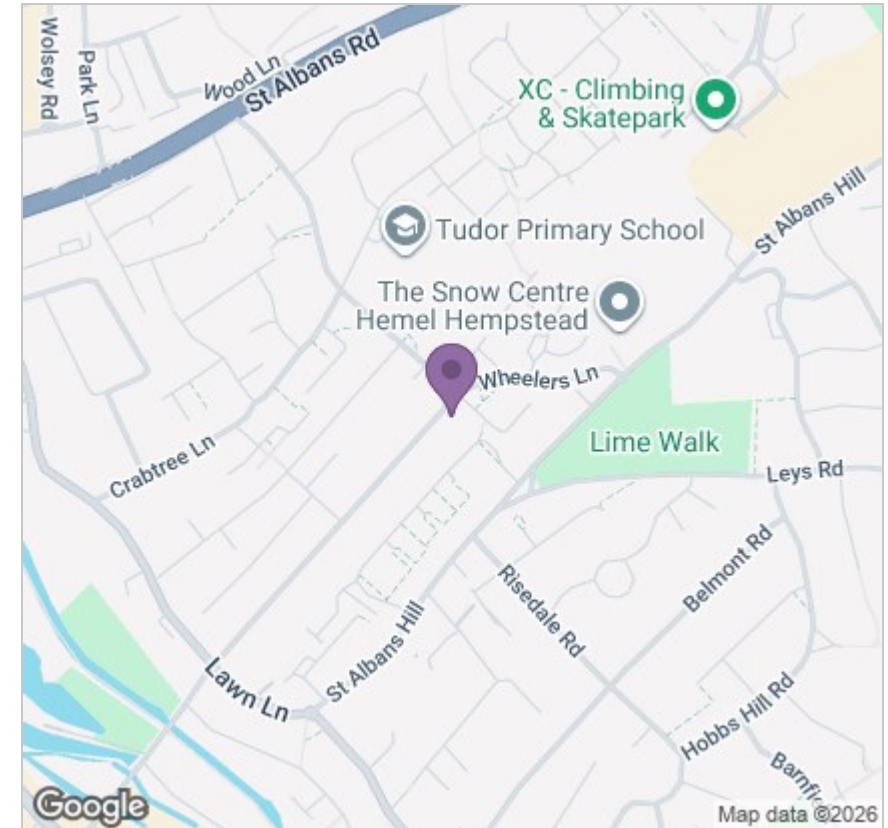 Wolsey Rd
Park Ln
Wood Ln
St Albans Rd
XC - Climbing
& Skatepark
St Albans Hill
Tudor Primary School
The Snow Centre
Hemel Hempstead
Wheelers Ln
Lime Walk
Leys Rd
Crabtree Ln
Belmont Rd
Risedale Rd
St Albans Hill
Lawn Ln
Hobbs Hill Rd
Barnfi
Google
Map data ©2026